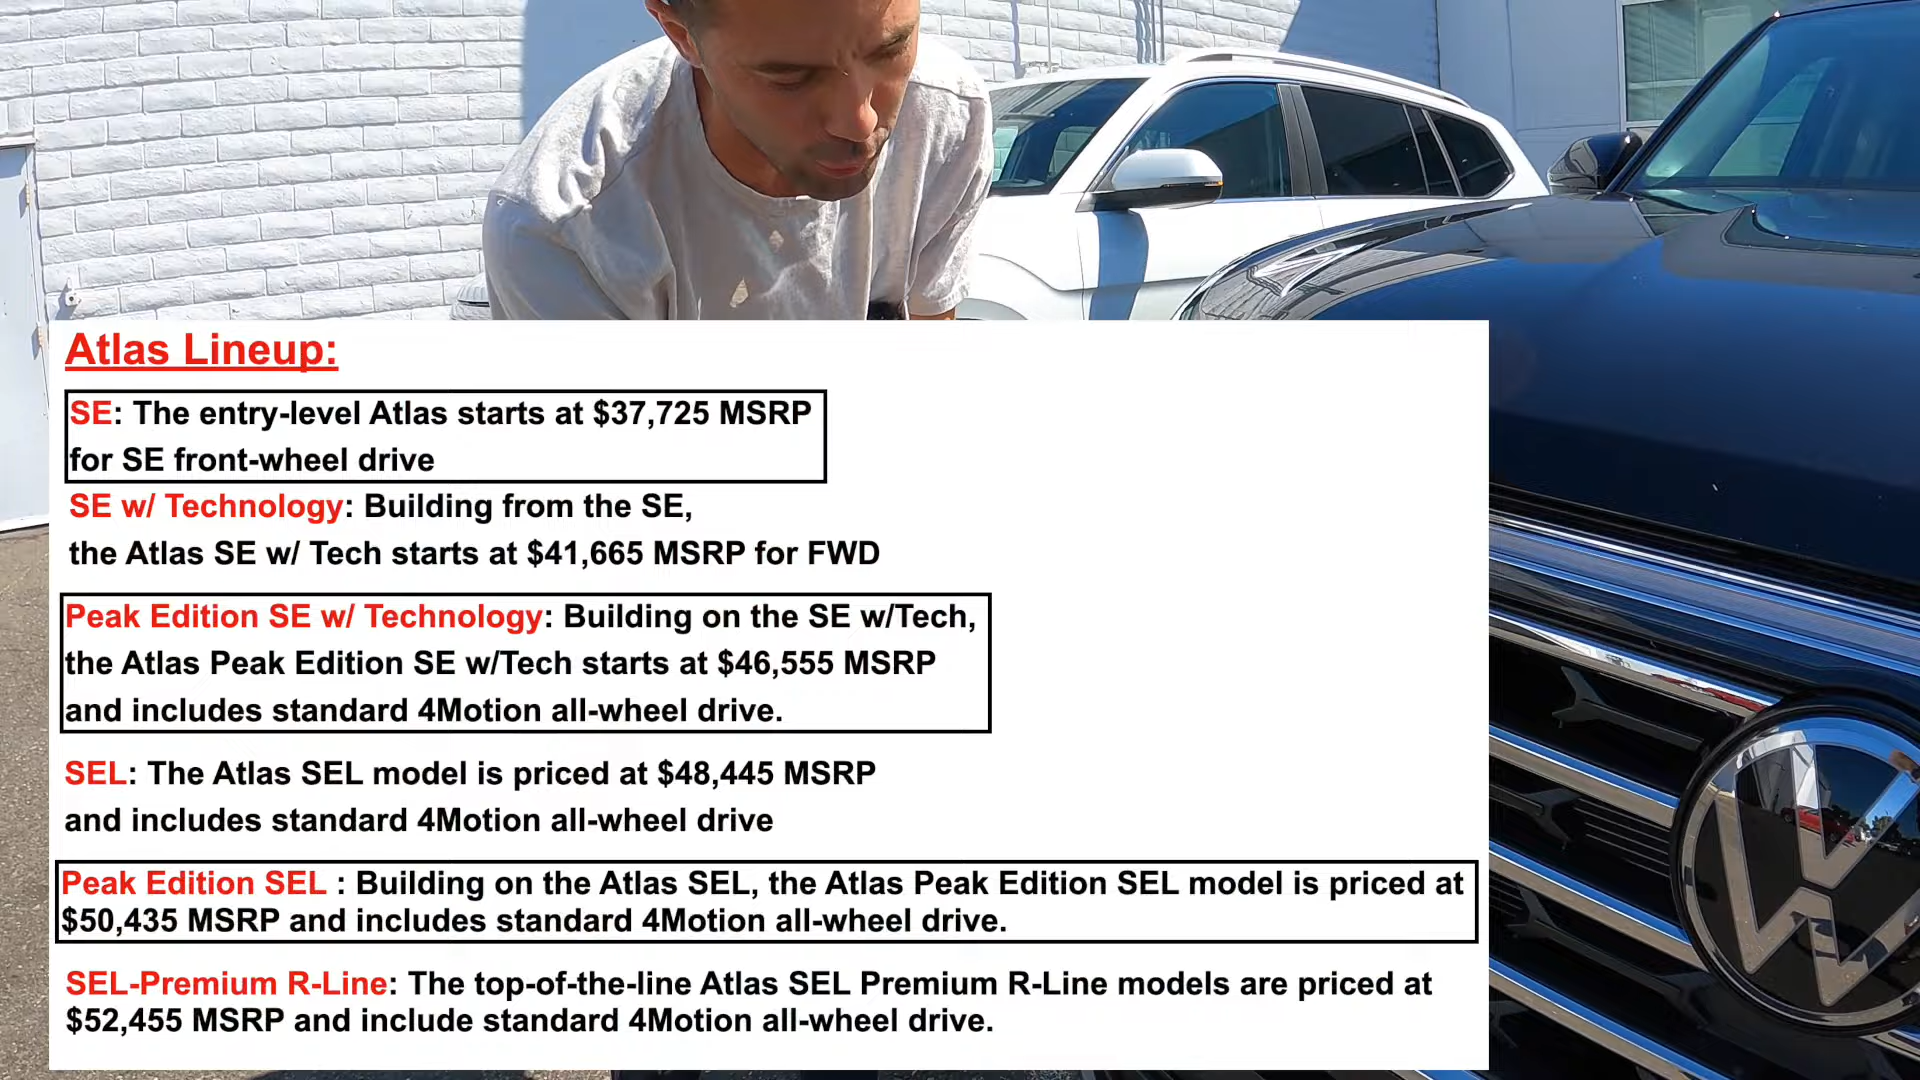 Atlas Lineup:
SE: The entry-level Atlas starts at $37,725 MSRP
for SE front-wheel drive
SE w/ Technology: Building from the SE,
the Atlas SE w/ Tech starts at $41,665 MSRP for FWD
Peak Edition SE w/ Technology: Building on the SE w/Tech,
the Atlas Peak Edition SE w/Tech starts at $46,555 MSRP
and includes standard 4Motion all-wheel drive.
SEL: The Atlas SEL model is priced at $48,445 MSRP
and includes standard 4Motion all-wheel drive
Peak Edition SEL : Building on the Atlas SEL, the Atlas Peak Edition SEL model is priced at
$50,435 MSRP and includes standard 4Motion all-wheel drive.
SEL-Premium R-Line: The top-of-the-line Atlas SEL Premium R-Line models are priced at
$52,455 MSRP and include standard 4Motion all-wheel drive.